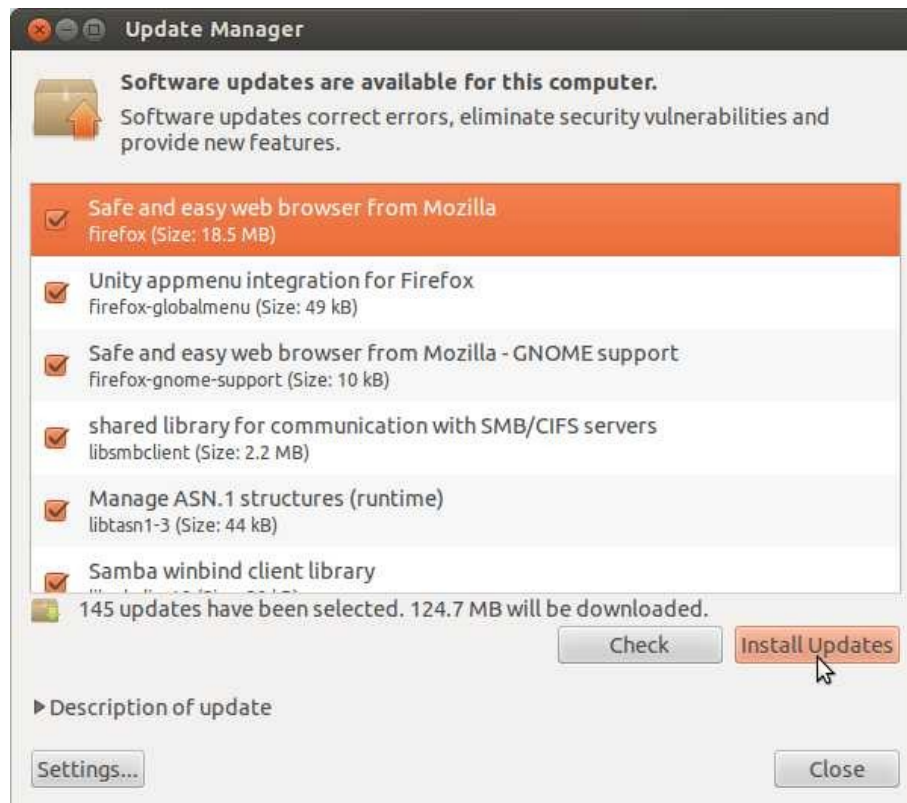 Update Manager
Software updates are available for this computer.
Software updates correct errors, eliminate security vulnerabilities and
provide new features.
Safe and easy web browser from Mozilla
firefox (Size: 18.5 MB)
Unity appmenu integration for Firefox
firefox-globalmenu (Size: 49 kB)
Safe and easy web browser from Mozilla - GNOME support
firefox-gnome-support (Size: 10 kB)
shared library for communication with SMB/CIFS servers
libsmbclient (Size: 2.2 MB)
Manage ASN.1 structures (runtime)
libtasn1-3 (Size: 44 kB)
Samba winbind client library
145 updates have been selected. 124.7 MB will be downloaded.
Check
Install Updates
Description of update
Settings...
Close